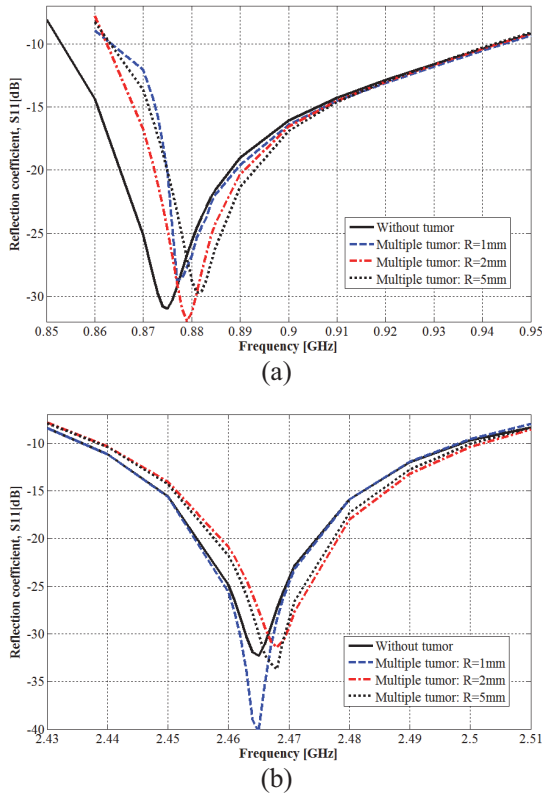 Reflection coefficient, S11[dB]
-10
-15
-20
-25
-30
Without tumor
Multiple tumor: R=1mm
Multiple tumor: R=2mm
Multiple tumor: R=5mm
0.85 0.86 0.87 0.88 0.89 0.9 0.91 0.92 0.93 0.94 0.95
Frequency [GHz]
(a)
Reflection coefficient, S11[dB]
-10
-15
-20
-25
-30
-35
-40
Without tumor
Multiple tumor: R=1mm
Multiple tumor: R=2mm
Multiple tumor: R=5mm
2.43 2.44 2.45 2.46 2.47 2.48 2.49 2.5 2.51
Frequency [GHz]
(b)